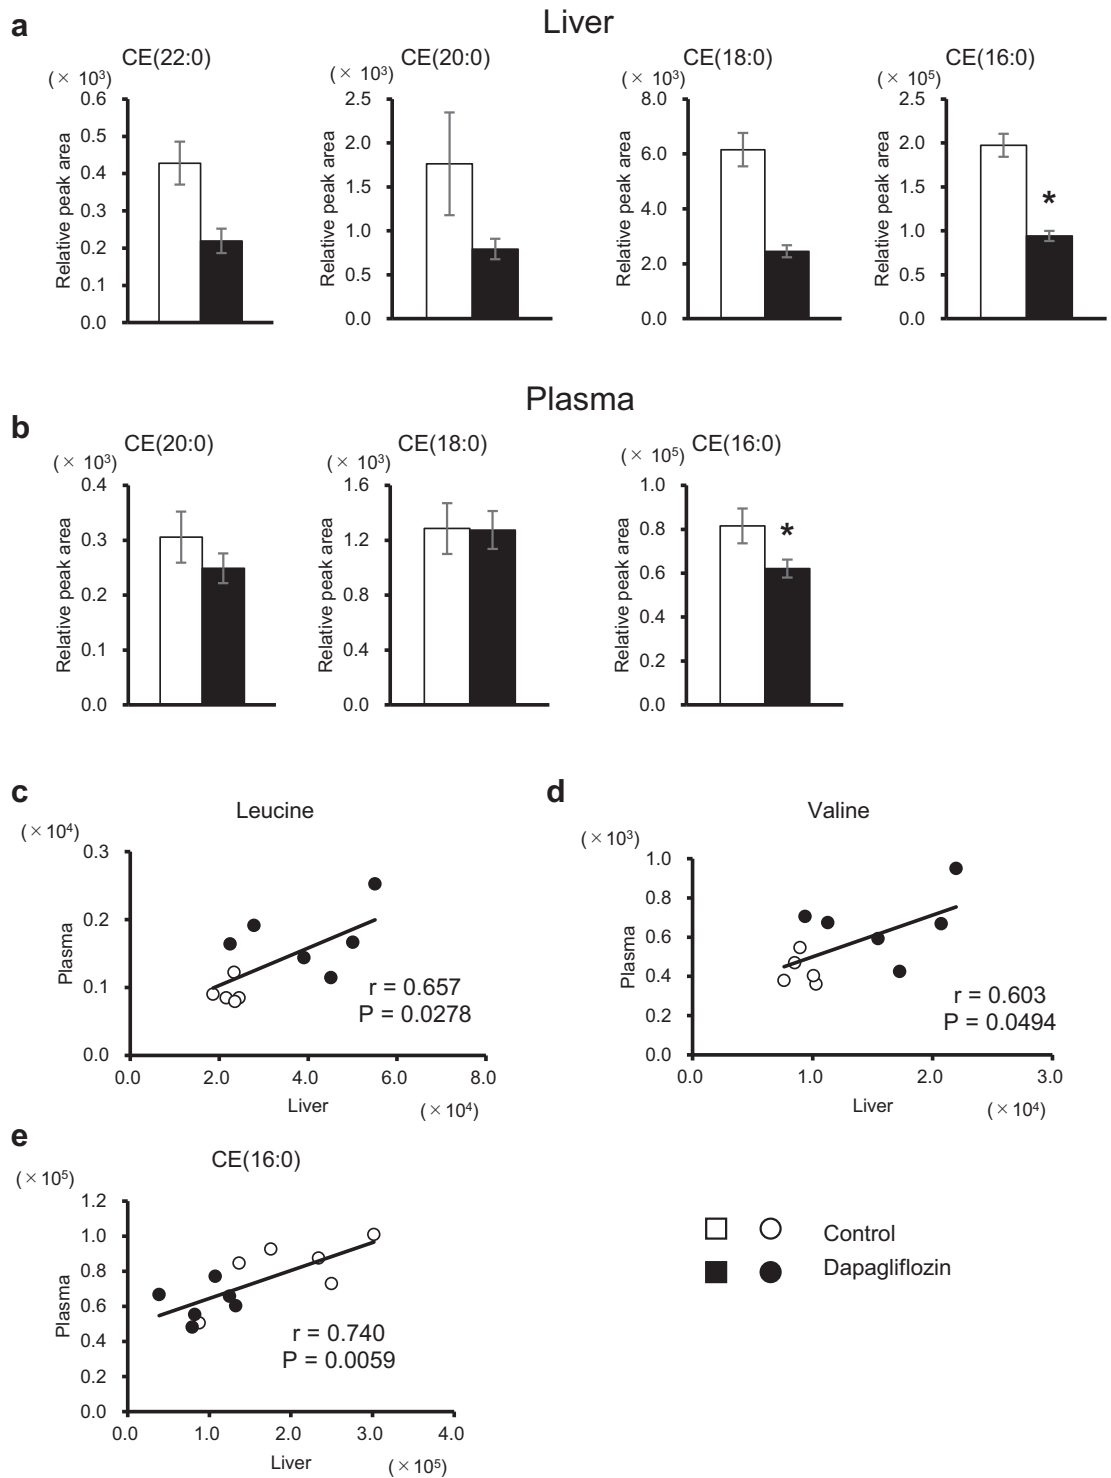 a
Liver
CE(22:0)
(× 10³)
0.6
0.5
0.4
0.3
0.2
0.1
0.0
Relative peak area
CE(20:0)
(× 10³)
2.5
2.0
1.5
1.0
0.5
0.0
Relative peak area
CE(18:0)
(× 10³)
8.0
6.0
4.0
2.0
0.0
Relative peak area
CE(16:0)
(× 10⁵)
2.5
2.0
1.5
1.0
0.5
0.0
Relative peak area
*
Plasma
b
CE(20:0)
(× 10³)
0.4
0.3
0.2
0.1
0.0
Relative peak area
CE(18:0)
(× 10³)
1.6
1.2
0.8
0.4
0.0
Relative peak area
CE(16:0)
(× 10⁵)
1.0
0.8
0.6
0.4
0.2
0.0
Relative peak area
*
c
Leucine
(×10⁴)
0.3
0.2
0.1
0.0
Plasma
r = 0.657
P = 0.0278
0.0 2.0 4.0 6.0 8.0
Liver
(×10⁴)
d
Valine
(×10³)
1.0
0.8
0.6
0.4
0.2
0.0
Plasma
r = 0.603
P = 0.0494
0.0 1.0 2.0 3.0
Liver
(×10⁴)
e
CE(16:0)
(×10⁵)
1.2
1.0
0.8
0.6
0.4
0.2
0.0
Plasma
r = 0.740
P = 0.0059
0.0 1.0 2.0 3.0 4.0
Liver
(×10⁵)
Control
Dapagliflozin